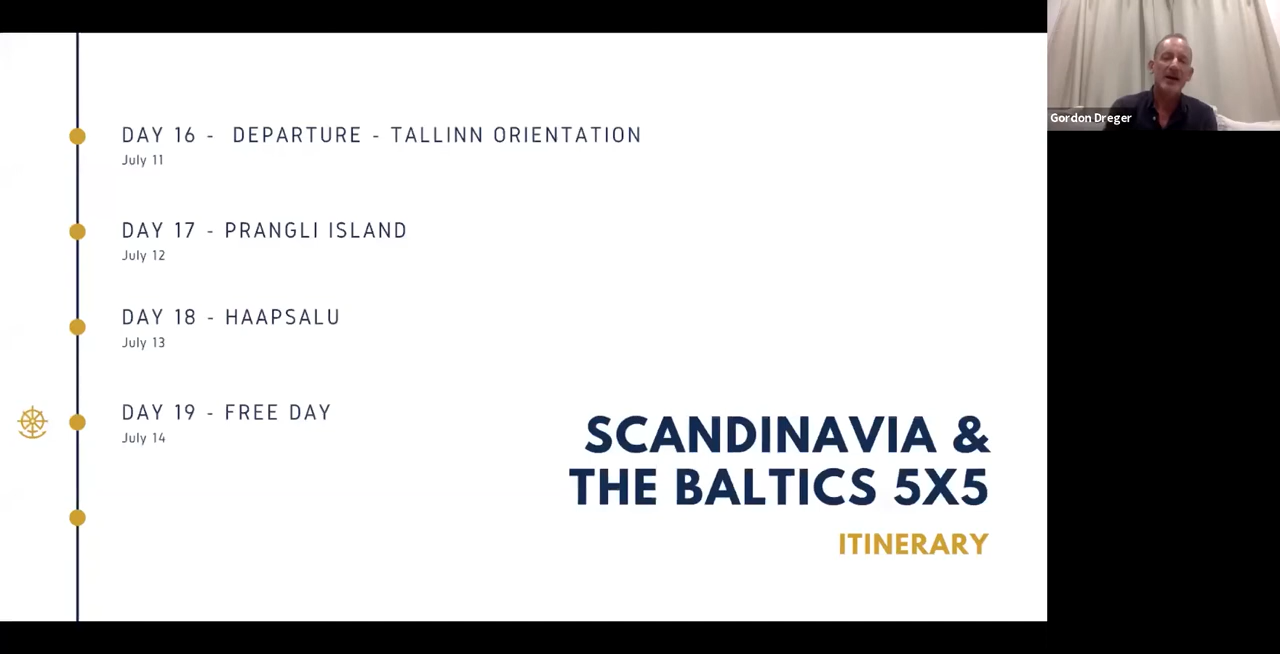 DAY 16 - DEPARTURE - TALLINN ORIENTATION
July 11
DAY 17 - PRANGLI ISLAND
July 12
DAY 18 - HAAPSALU
July 13
DAY 19 - FREE DAY
July 14
SCANDINAVIA &
THE BALTICS 5X5
ITINERARY
Gordon Dreger